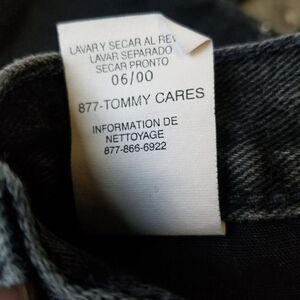 LAVAR Y SECAR AL REV
LAVAR SEPARADO
SECAR PRONTO
06/00
877-TOMMY CARES
INFORMATION DE
NETTOYAGE
877-866-6922